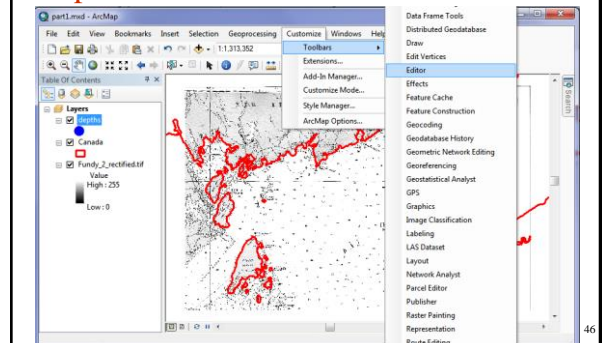 part1.mxd - ArcMap
File Edit View Bookmarks Insert Selection Geoprocessing Customize Windows Help
1:1,313,352
Table Of Contents
Layers
depths
Canada
Fundy_2_rectified.tif
Value
High : 255
Low : 0
Toolbars
Extensions...
Add-In Manager...
Customize Mode...
Style Manager...
ArcMap Options...
Data Frame Tools
Distributed Geodatabase
Draw
Edit Vertices
Editor
Effects
Feature Cache
Feature Construction
Geocoding
Geodatabase History
Geometric Network Editing
Georeferencing
Geostatistical Analyst
GPS
Graphics
Image Classification
Labeling
LAS Dataset
Layout
Network Analyst
Parcel Editor
Publisher
Raster Painting
Representation
Route Editing
Search
46